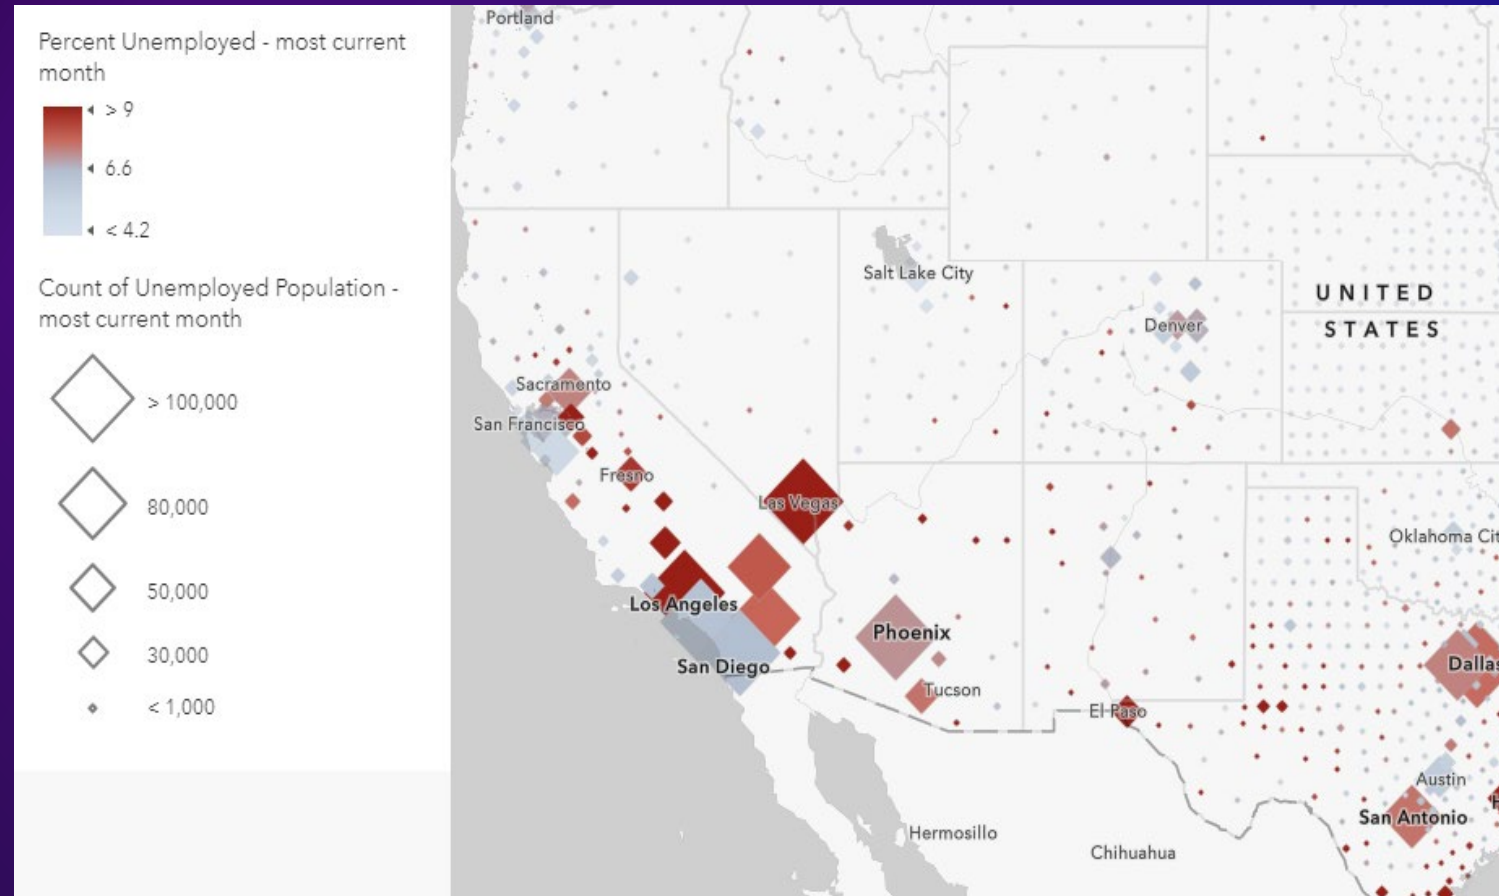 Percent Unemployed - most current
month
> 9
6.6
< 4.2
Count of Unemployed Population -
most current month
> 100,000
80,000
50,000
30,000
< 1,000
Portland
Salt Lake City
UNITED
STATES
Denver
Sacramento
San Francisco
Fresno
Las Vegas
Oklahoma Cit
Los Angeles
Phoenix
San Diego
Dallas
Tucson
El Paso
Austin
San Antonio
H
Hermosillo
Chihuahua